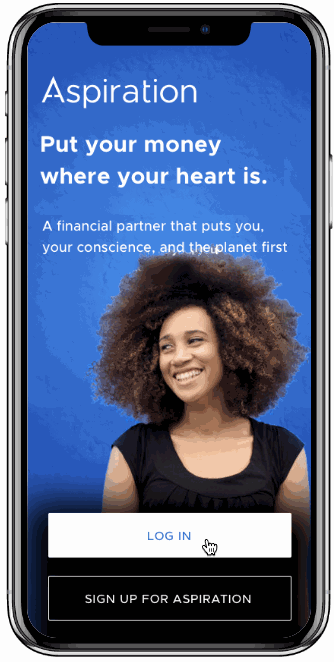 Aspiration
Put your money
where your heart is.
A financial partner that puts you,
your conscience, and the planet first
LOG IN
SIGN UP FOR ASPIRATION